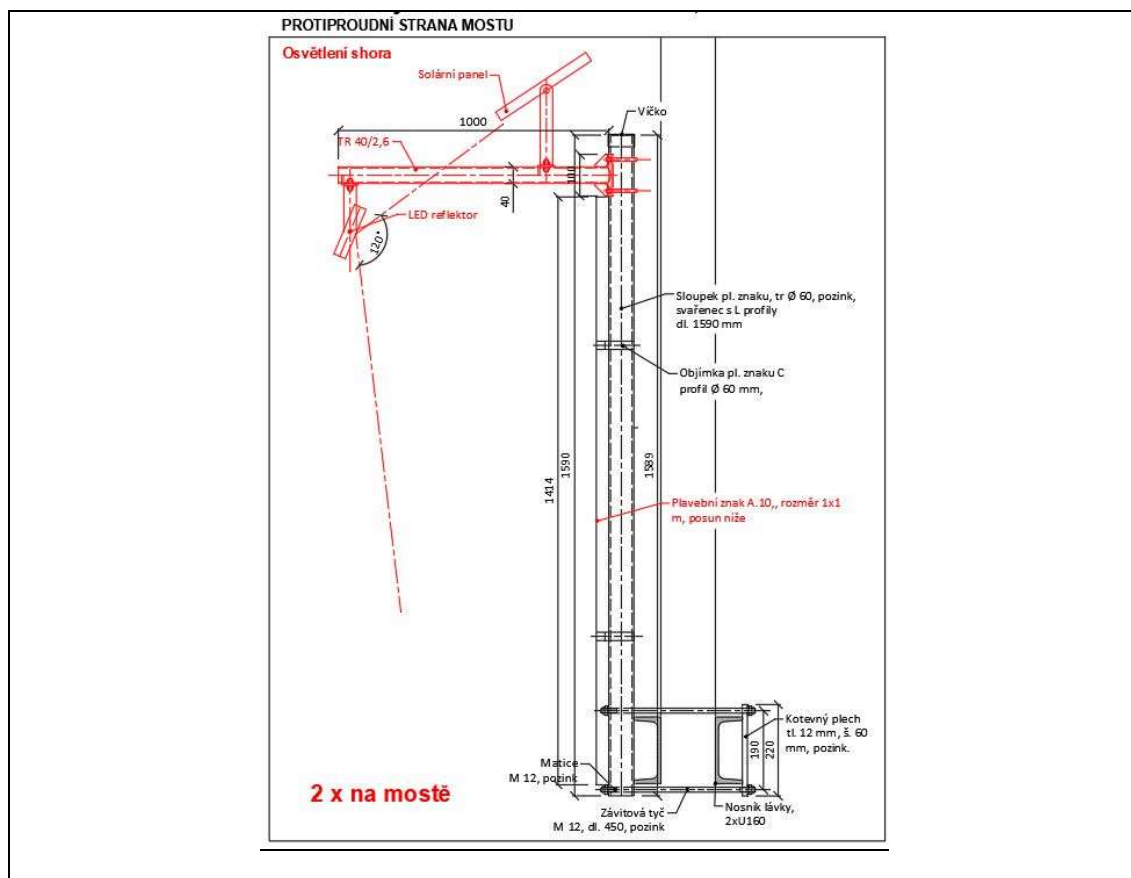 PROTIPROUDNÍ STRANA MOSTU
Osvětlení shora
Solární panel
Víčko
1000
TR 40/2,6
100
40
LED reflektor
120°
Sloupek pl. znaku, tr Ø 60, pozink,
svařenec s L profily
dl. 1590 mm
Objímka pl. znaku C
profil Ø 60 mm,
1414
1590
1589
Plavební znak A.10,, rozměr 1x1
m, posun níže
Kotevný plech
tl. 12 mm, š. 60
mm, pozink.
190
220
Matice
M 12, pozink
2 x na mostě
Závitová tyč
M 12, dl. 450, pozink
Nosník lávky,
2xU160